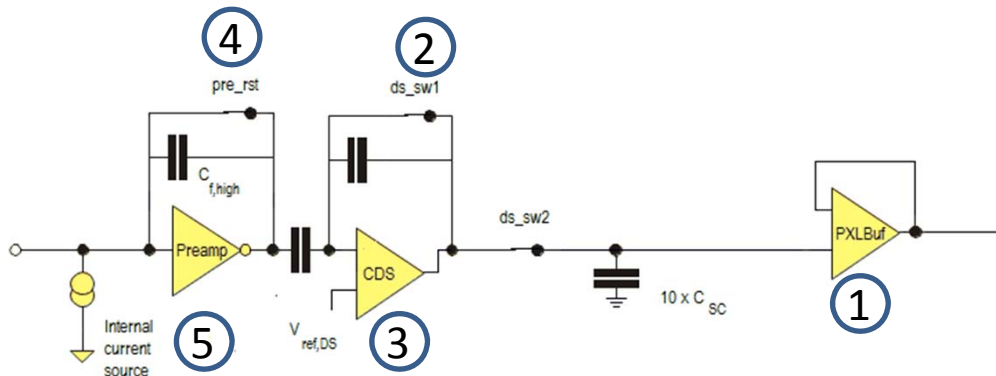 4
2
pre_rst
ds_sw1
C
f,high
ds_sw2
Preamp
CDS
PXLBuf
10 x C
SC
1
Internal
current
source
5
V
ref,DS
3